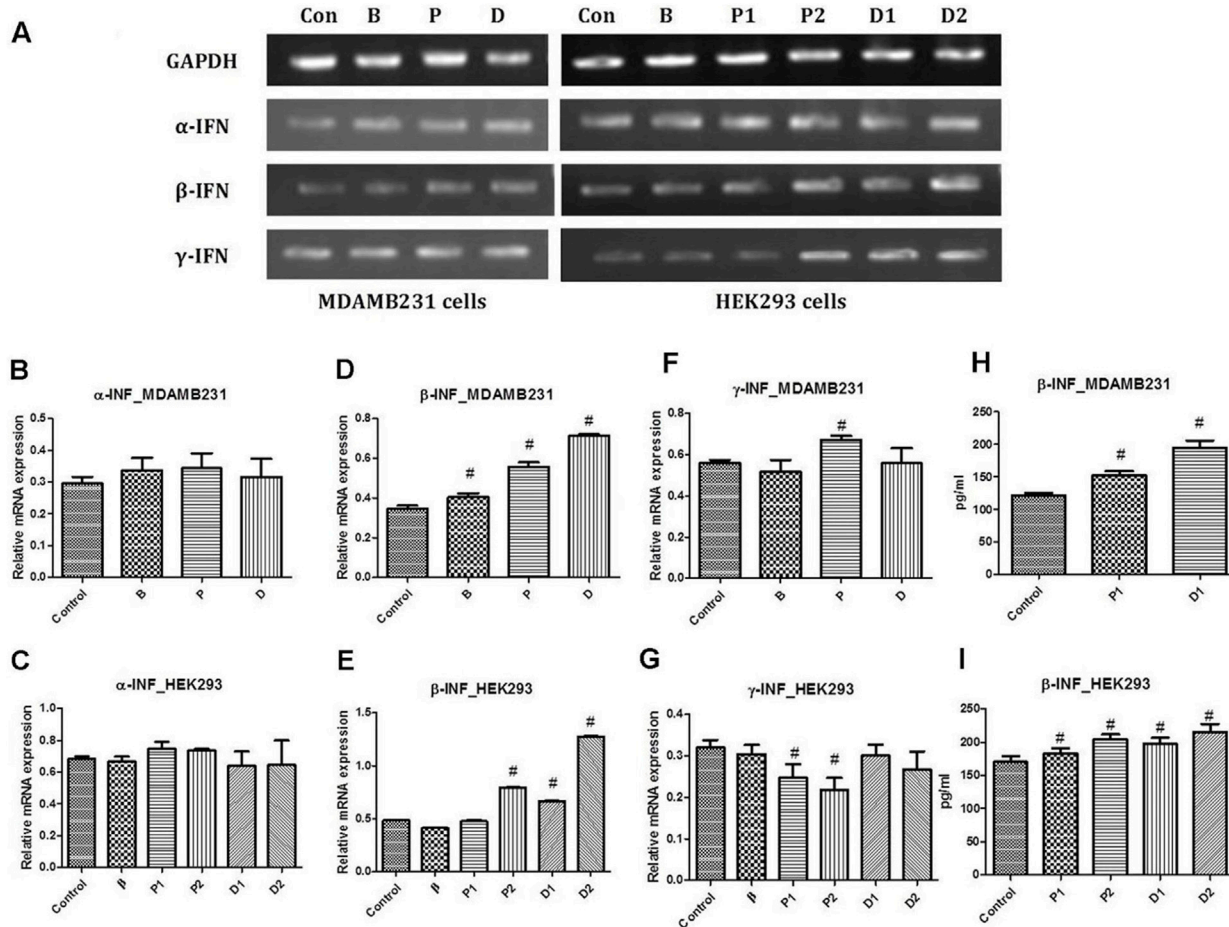 A
Con B P D Con B P1 P2 D1 D2
GAPDH
α-IFN
β-IFN
γ-IFN
MDAMB231 cells HEK293 cells
B
α-INF_MDAMB231
Relative mRNA expression
0.5
0.4
0.3
0.2
0.1
0.0
Control B P D
D
β-INF_MDAMB231
Relative mRNA expression
0.8
0.6
0.4
0.2
0.0
# # #
Control B P D
F
γ-INF_MDAMB231
Relative mRNA expression
0.8
0.6
0.4
0.2
0.0
#
Control B P D
H
β-INF_MDAMB231
pg/ml
250
200
150
100
50
0
# #
Control P1 D1
C
α-INF_HEK293
Relative mRNA expression
1.0
0.8
0.6
0.4
0.2
0.0
Control β P1 P2 D1 D2
E
β-INF_HEK293
Relative mRNA expression
1.5
1.0
0.5
0.0
# # #
Control β P1 P2 D1 D2
G
γ-INF_HEK293
Relative mRNA expression
0.4
0.3
0.2
0.1
0.0
# #
Control β P1 P2 D1 D2
I
β-INF_HEK293
pg/ml
250
200
150
100
50
0
# # # #
Control P1 P2 D1 D2